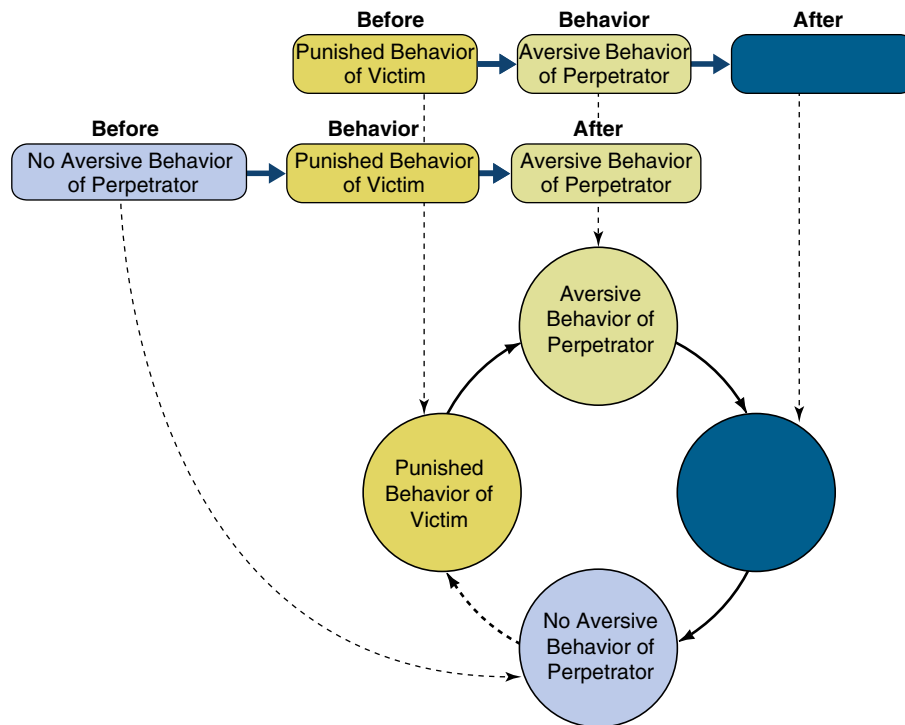 Before
Behavior
After
Punished Behavior
of Victim
Aversive Behavior
of Perpetrator
Before
Behavior
After
No Aversive Behavior
of Perpetrator
Punished Behavior
of Victim
Aversive Behavior
of Perpetrator
Aversive
Behavior of
Perpetrator
Punished
Behavior of
Victim
No Aversive
Behavior of
Perpetrator